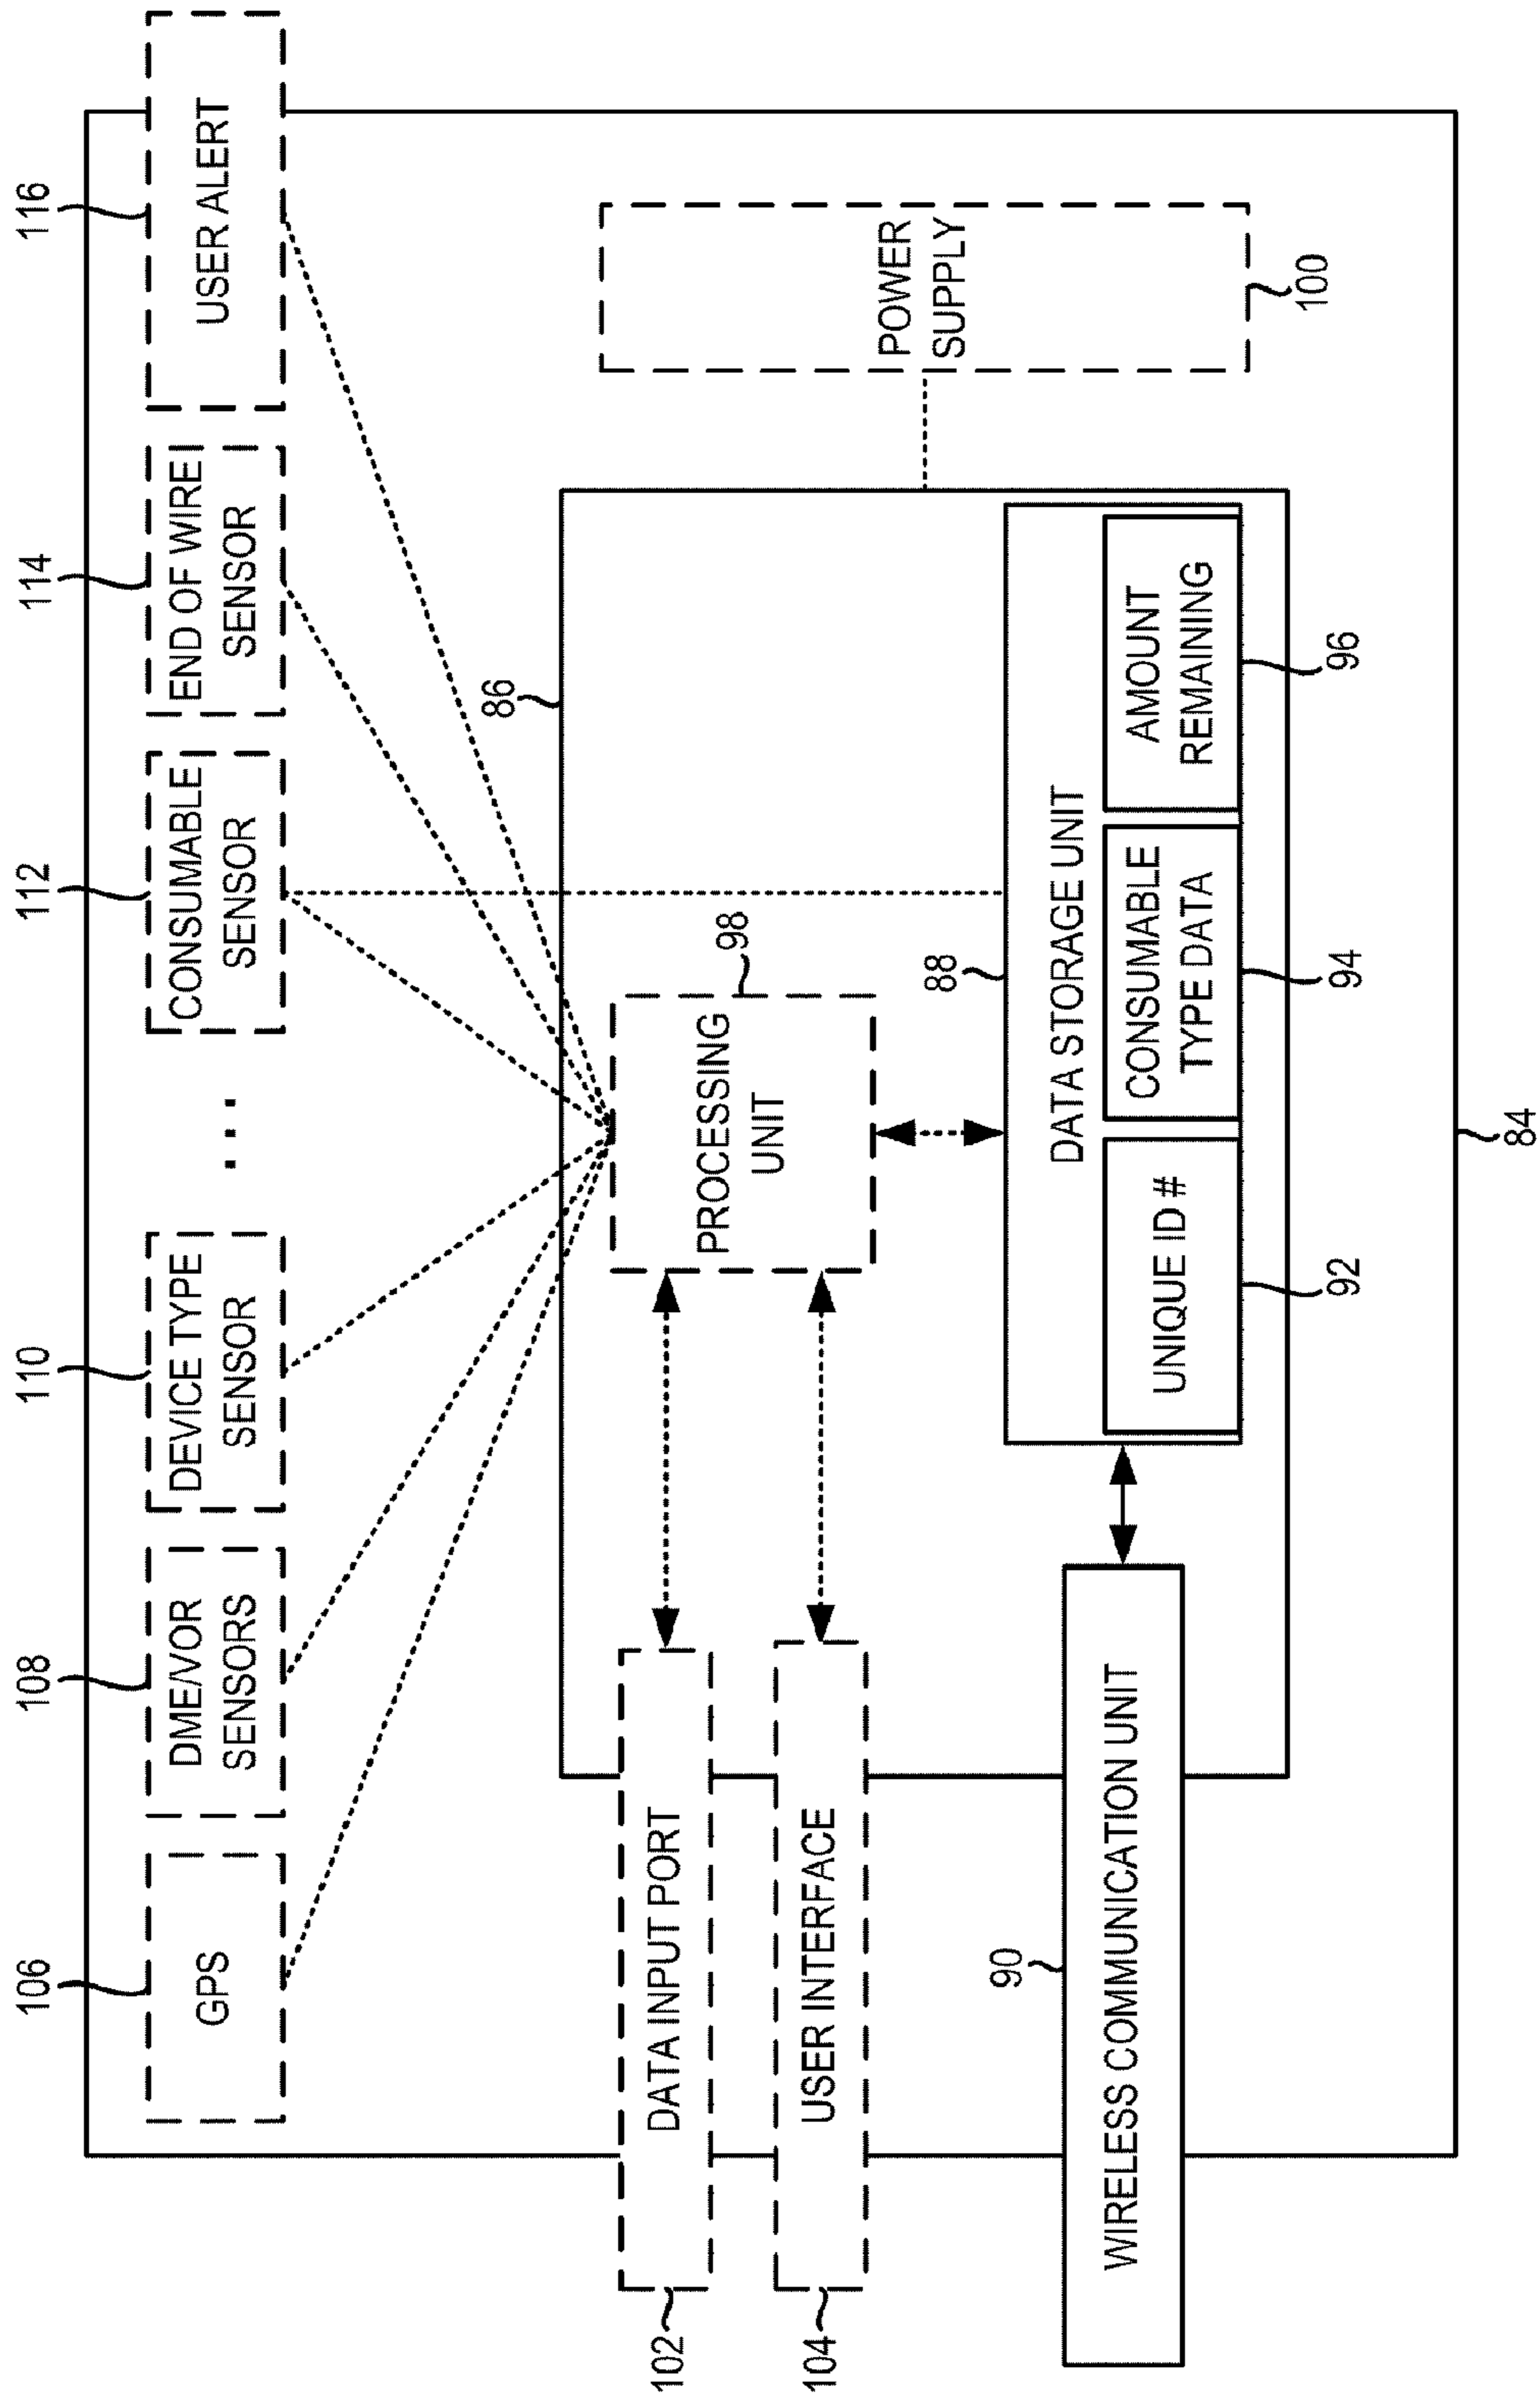 106
108
110
112
114
116
GPS
DME/VOR
SENSORS
DEVICE TYPE
SENSOR
. . .
CONSUMABLE
SENSOR
END OF WIRE
SENSOR
USER ALERT
86
102
DATA INPUT PORT
PROCESSING
UNIT
98
104
USER INTERFACE
POWER
SUPPLY
100
90
WIRELESS COMMUNICATION UNIT
88
DATA STORAGE UNIT
UNIQUE ID #
CONSUMABLE
TYPE DATA
AMOUNT
REMAINING
92
94
96
84